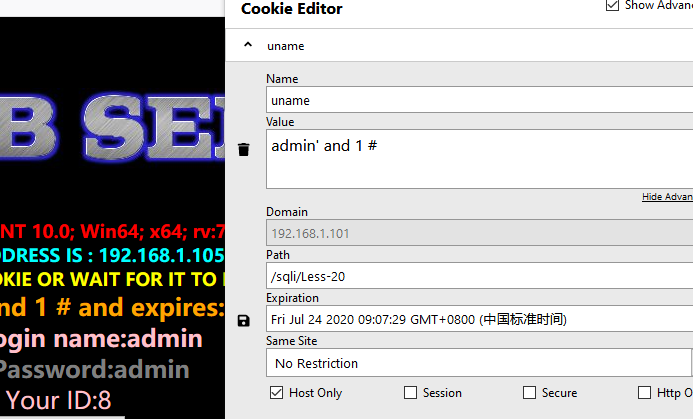 Cookie Editor
Show Advanc
uname
Name
uname
Value
admin' and 1 #
Hide Advan
Domain
192.168.1.101
Path
/sqli/Less-20
Expiration
Fri Jul 24 2020 09:07:29 GMT+0800 (中国标准时间)
Same Site
No Restriction
Host Only
Session
Secure
Http O
B SE
NT 10.0; Win64; x64; rv:7
DDRESS IS : 192.168.1.105
OKIE OR WAIT FOR IT TO
nd 1 # and expires:
ogin name:admin
Password:admin
Your ID:8